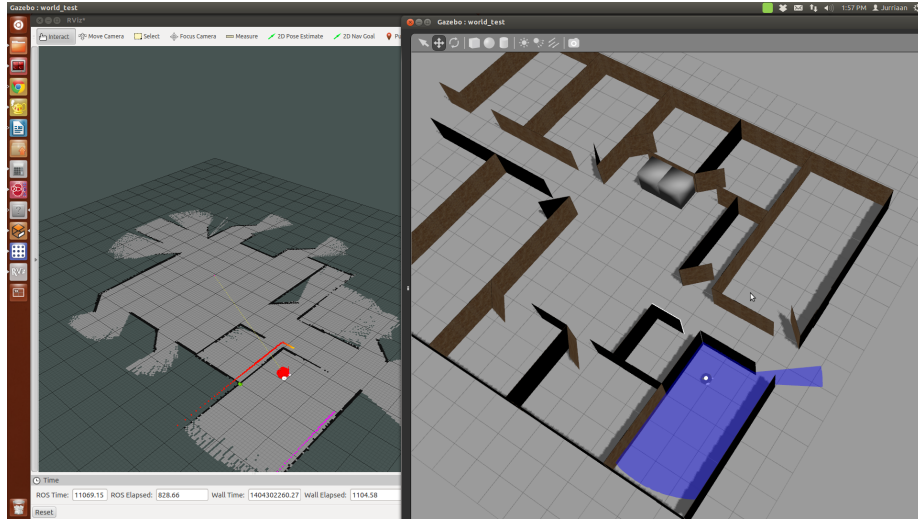 Gazebo : world_test
1:57 PM
Jurriaan
RViz*
Gazebo : world_test
Interact
Move Camera
Select
Focus Camera
Measure
2D Pose Estimate
2D Nav Goal
Time
ROS Time: 11069.15 ROS Elapsed: 828.66 Wall Time: 1404302260.27 Wall Elapsed: 1104.58
Reset